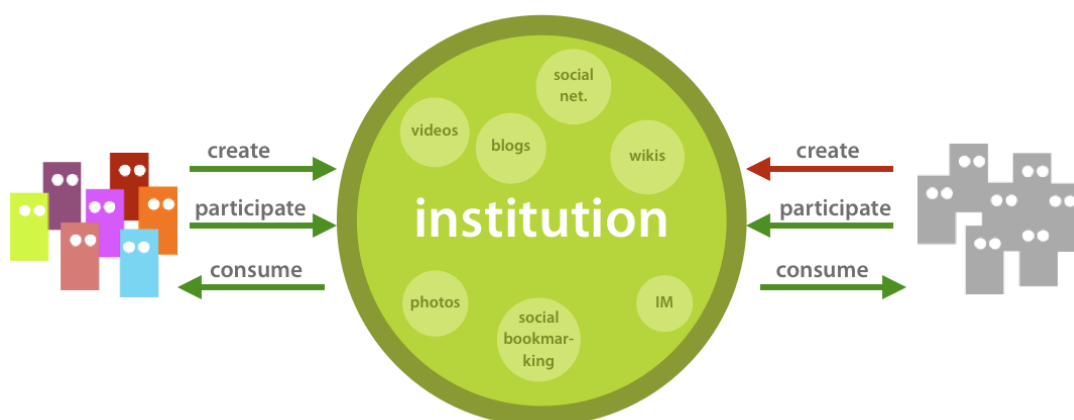 social
net.
videos
blogs
wikis
create
create
participate
institution
participate
consume
consume
photos
IM
social
bookmar-
king